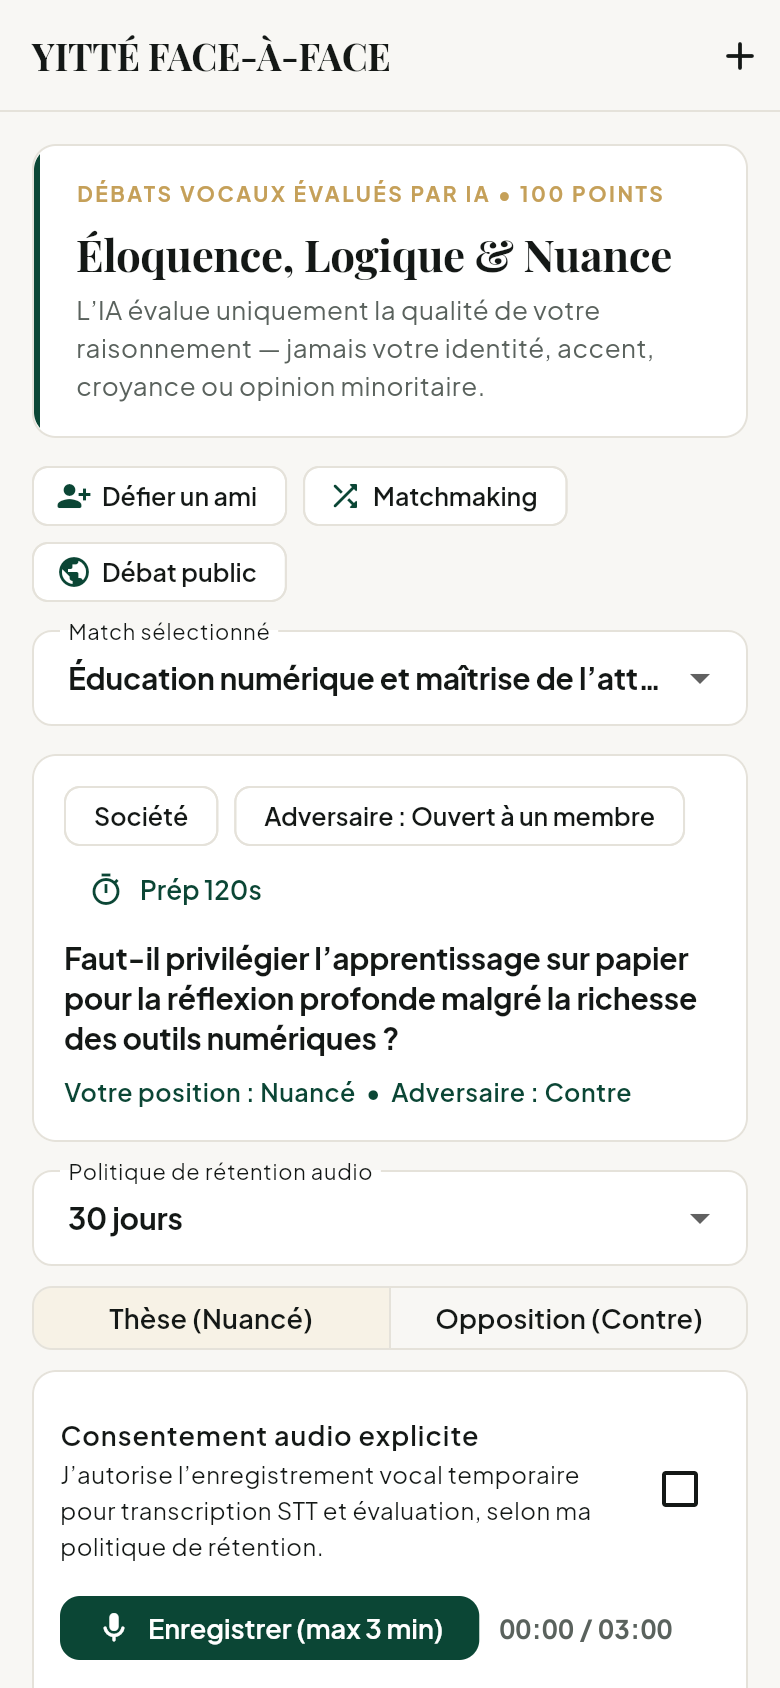 YITTÉ FACE-À-FACE
DÉBATS VOCAUX ÉVALUÉS PAR IA • 100 POINTS
Éloquence, Logique & Nuance
L’IA évalue uniquement la qualité de votre
raisonnement — jamais votre identité, accent,
croyance ou opinion minoritaire.
Défier un ami
Matchmaking
Débat public
Match sélectionné
Éducation numérique et maîtrise de l’att…
Société
Adversaire : Ouvert à un membre
Prép 120s
Faut-il privilégier l’apprentissage sur papier
pour la réflexion profonde malgré la richesse
des outils numériques ?
Votre position : Nuancé • Adversaire : Contre
Politique de rétention audio
30 jours
Thèse (Nuancé)
Opposition (Contre)
Consentement audio explicite
J’autorise l’enregistrement vocal temporaire
pour transcription STT et évaluation, selon ma
politique de rétention.
Enregistrer (max 3 min)
00:00 / 03:00